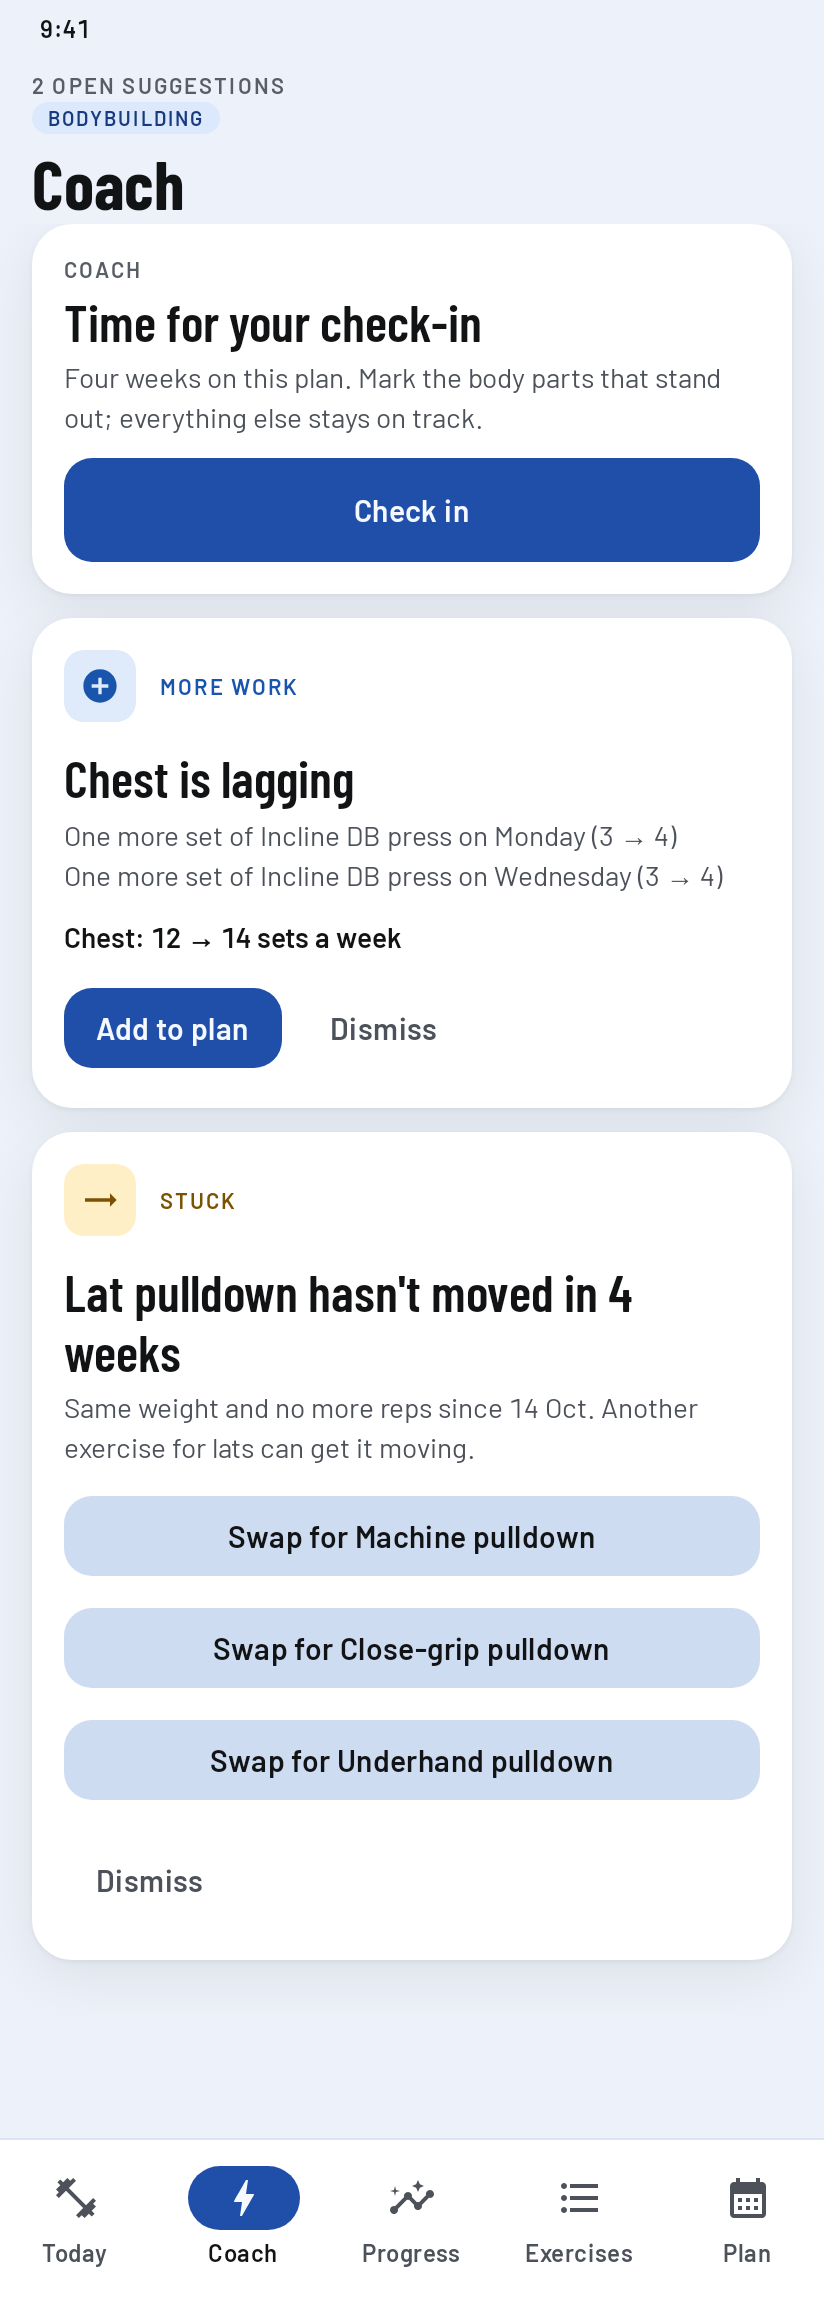 9:41
2 OPEN SUGGESTIONS
BODYBUILDING
Coach
COACH
Time for your check-in
Four weeks on this plan. Mark the body parts that stand
out; everything else stays on track.
Check in
MORE WORK
Chest is lagging
One more set of Incline DB press on Monday (3 → 4)
One more set of Incline DB press on Wednesday (3 → 4)
Chest: 12 → 14 sets a week
Add to plan
Dismiss
STUCK
Lat pulldown hasn't moved in 4
weeks
Same weight and no more reps since 14 Oct. Another
exercise for lats can get it moving.
Swap for Machine pulldown
Swap for Close-grip pulldown
Swap for Underhand pulldown
Dismiss
Today
Coach
Progress
Exercises
Plan